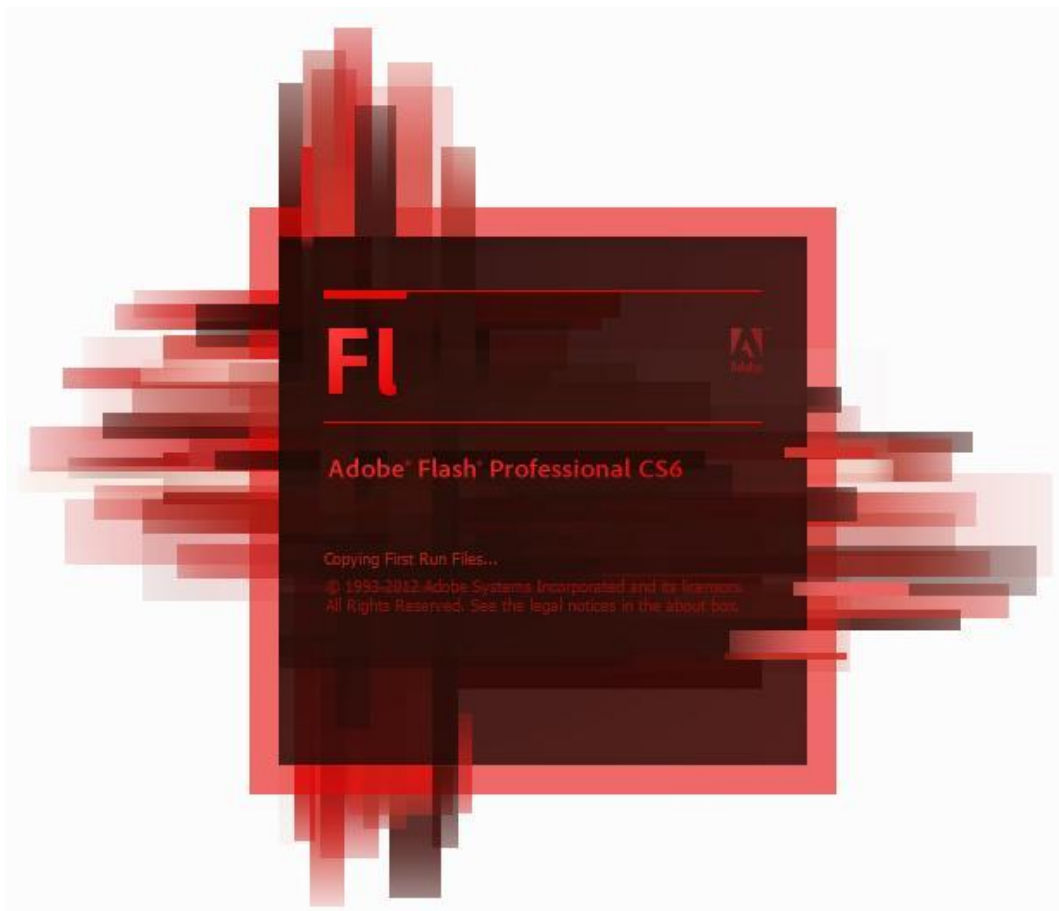 Fl
Adobe
Adobe® Flash® Professional CS6
Copying First Run Files...
© 1993-2012 Adobe Systems Incorporated and its licensors.
All Rights Reserved. See the legal notices in the about box.